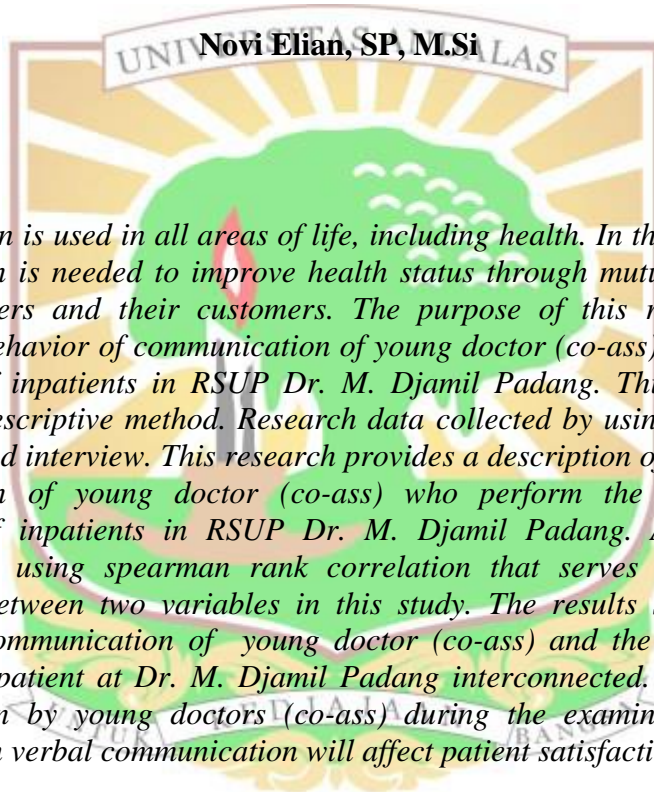 UNIVERSITAS ANDALAS
Novi Elian, SP, M.Si
n is used in all areas of life, including health. In th
n is needed to improve health status through mutu
ers and their customers. The purpose of this r
ehavior of communication of young doctor (co-ass)
f inpatients in RSUP Dr. M. Djamil Padang. Thi
escriptive method. Research data collected by usin
d interview. This research provides a description o
n of young doctor (co-ass) who perform the
f inpatients in RSUP Dr. M. Djamil Padang. A
using spearman rank correlation that serves
etween two variables in this study. The results
ommunication of young doctor (co-ass) and the
patient at Dr. M. Djamil Padang interconnected.
n by young doctors (co-ass) during the examin
n verbal communication will affect patient satisfacti
UNTUK KEDJAJAAN BANGSA